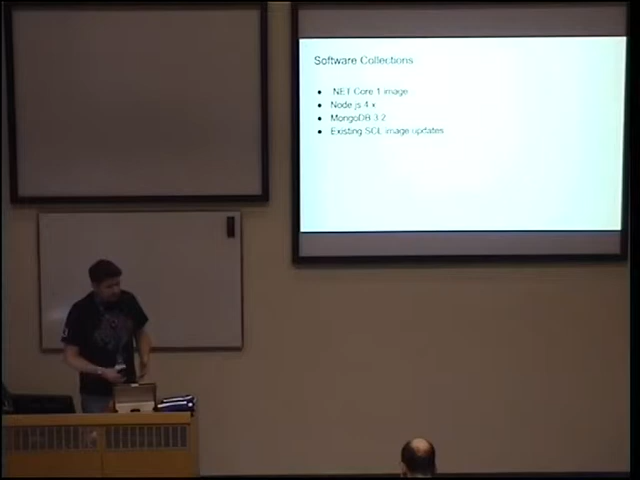 Software Collections
.NET Core 1 image
Node js 4.x
MongoDB 3.2
Existing SCL image updates